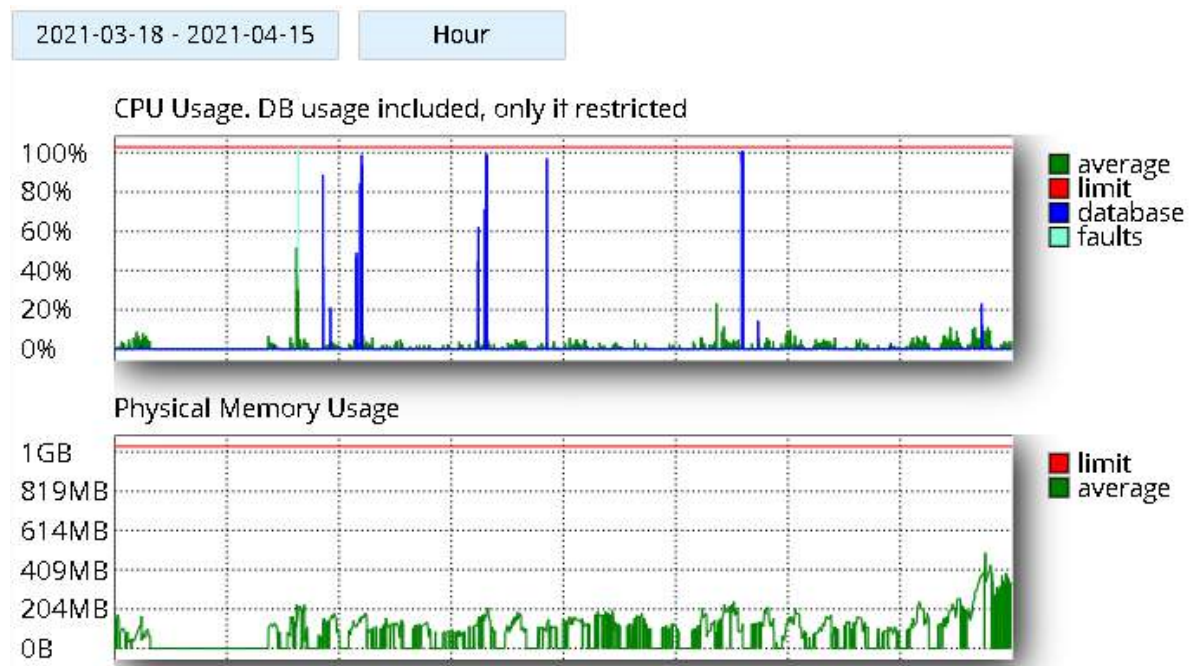 2021-03-18 - 2021-04-15 Hour
CPU Usage. DB usage included, only if restricted
100%
80%
60%
40%
20%
0%
average
limit
database
faults
Physical Memory Usage
1GB
819MB
614MB
409MB
204MB
0B
limit
average